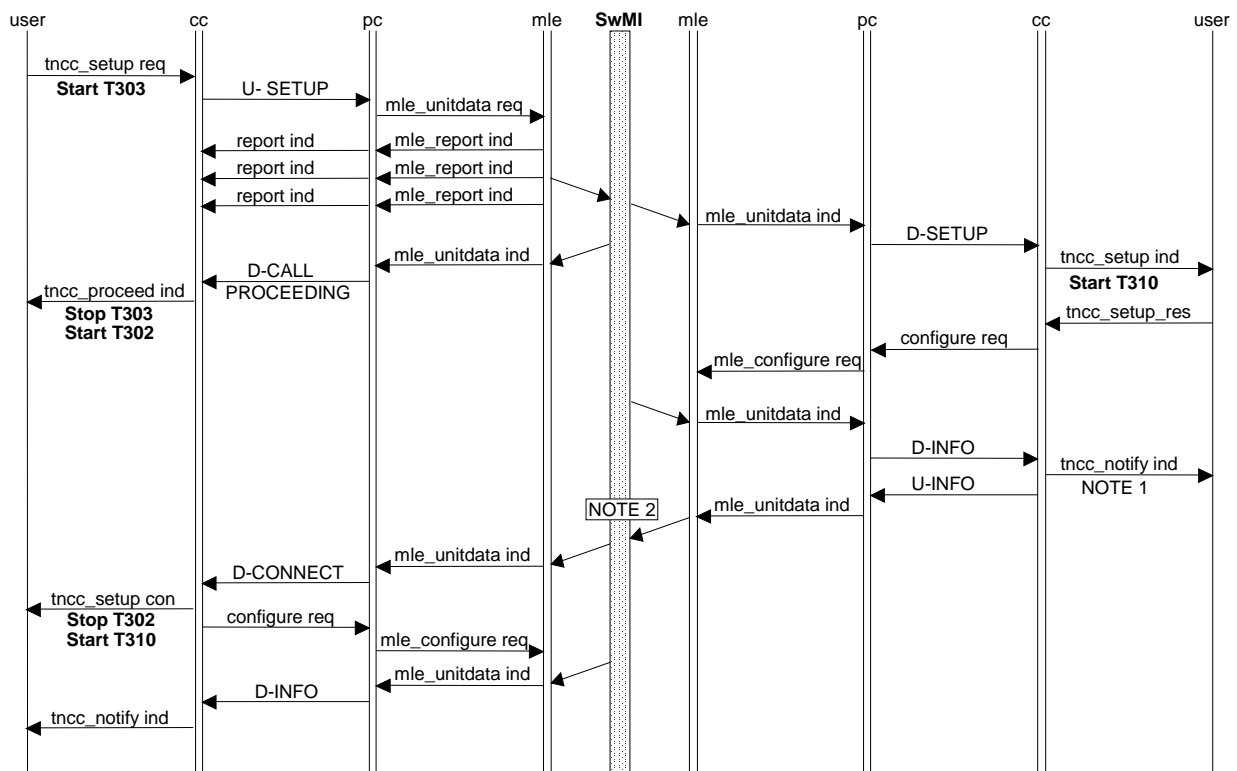 user cc pc mle SwMI mle pc cc user
tncc_setup req
Start T303
U- SETUP
mle_unitdata req
report ind mle_report ind
report ind mle_report ind
report ind mle_report ind
mle_unitdata ind
D-SETUP
mle_unitdata ind
tncc_setup ind
Start T310
D-CALL
PROCEEDING
tncc_proceed ind
Stop T303
Start T302
tncc_setup_res
configure req
mle_configure req
mle_unitdata ind
D-INFO
tncc_notify ind
NOTE 1
U-INFO
mle_unitdata ind
NOTE 2
mle_unitdata ind
D-CONNECT
tncc_setup con
Stop T302
Start T310
configure req
mle_configure req
mle_unitdata ind
D-INFO
tncc_notify ind